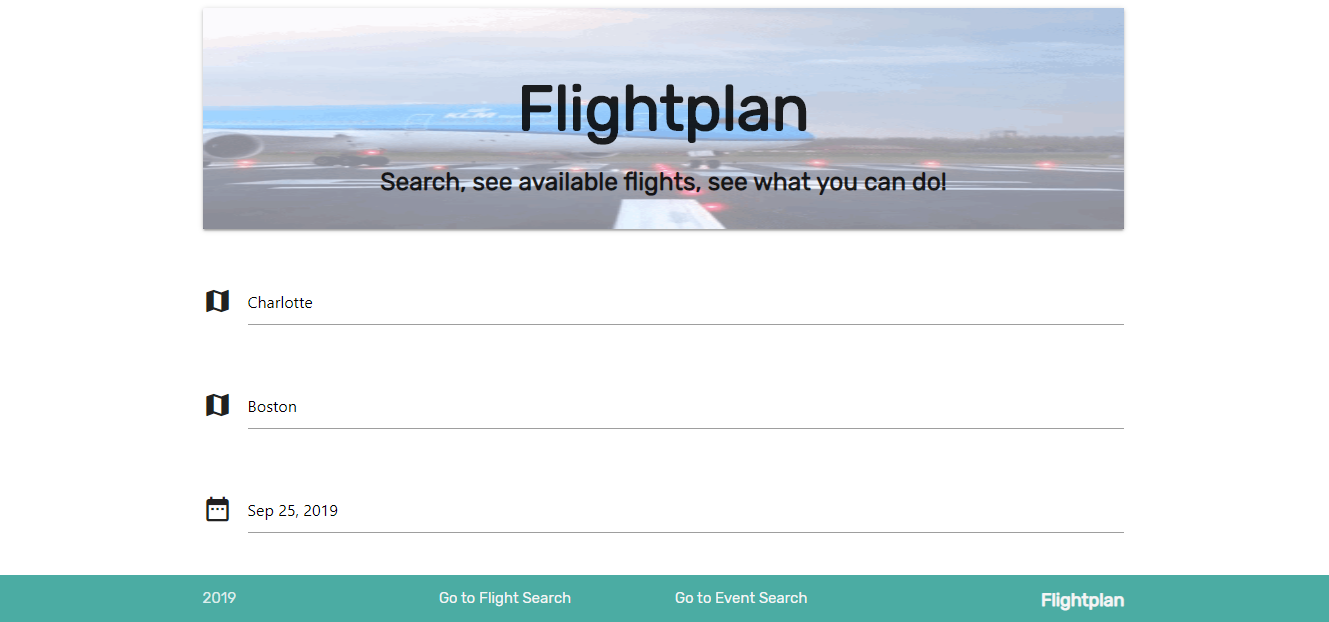 KLM
Flightplan
Search, see available flights, see what you can do!
Charlotte
Boston
Sep 25, 2019
2019 Go to Flight Search Go to Event Search Flightplan